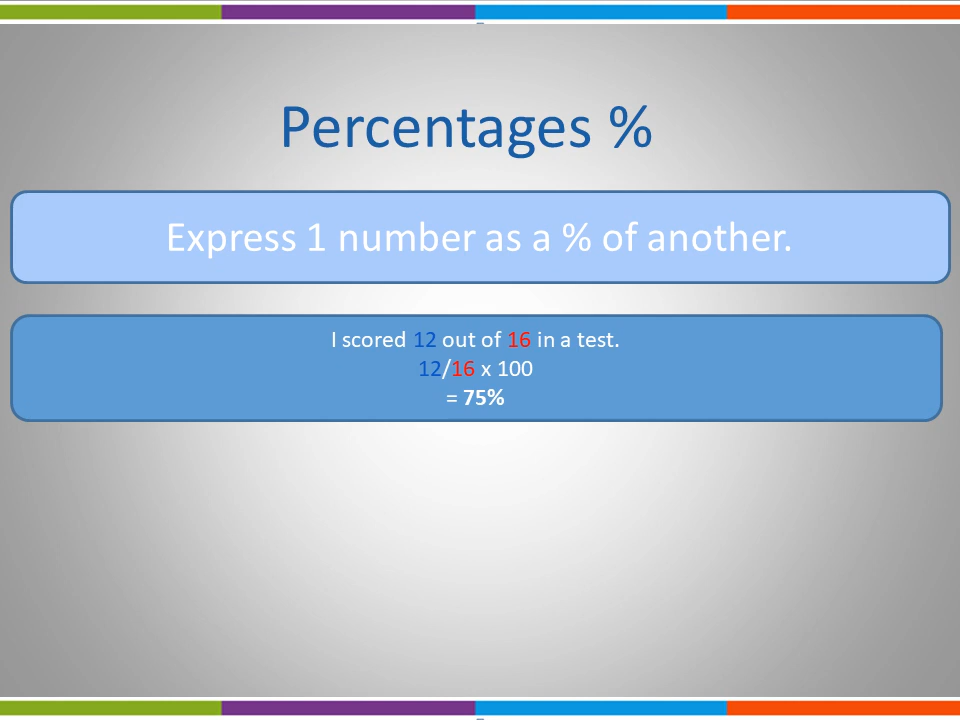 Percentages %
Express 1 number as a % of another.
I scored 12 out of 16 in a test.
12/16 x 100
= 75%